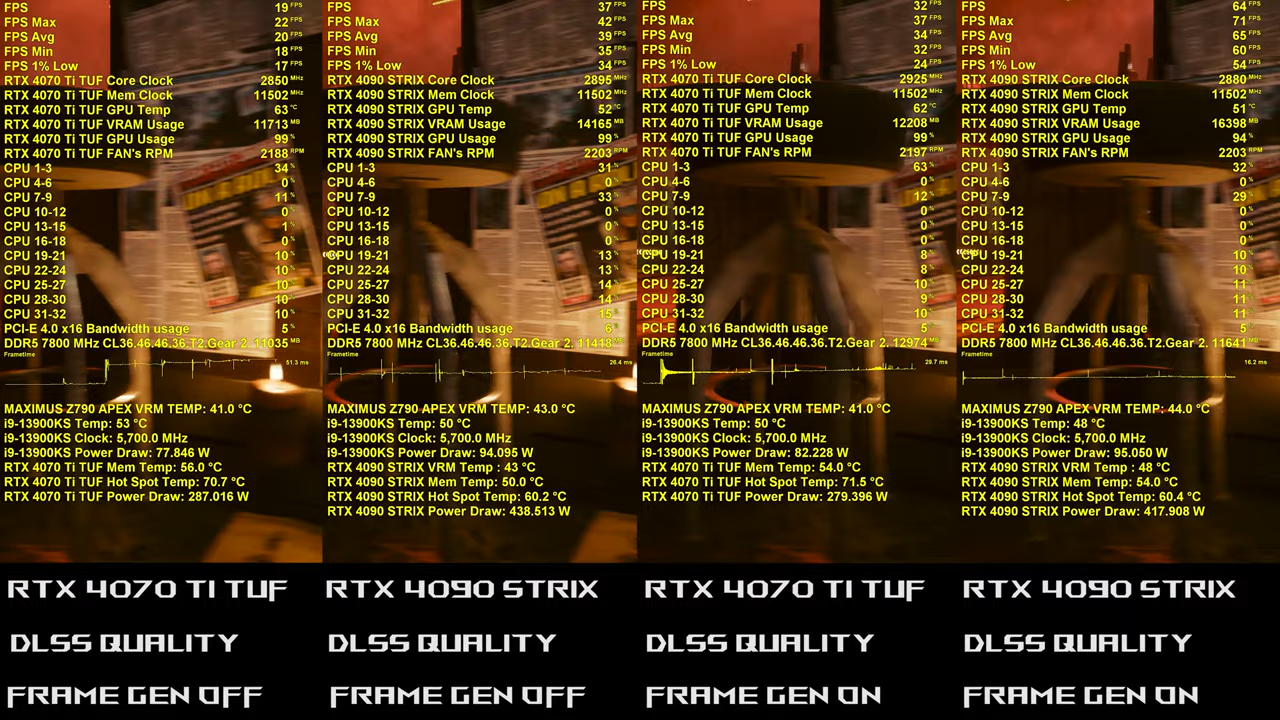 FPS 19 FPS
FPS Max 22 FPS
FPS Avg 20 FPS
FPS Min 18 FPS
FPS 1% Low 17 FPS
RTX 4070 Ti TUF Core Clock 2850 MHz
RTX 4070 Ti TUF Mem Clock 11502 MHz
RTX 4070 Ti TUF GPU Temp 63 °C
RTX 4070 Ti TUF VRAM Usage 11713 MB
RTX 4070 Ti TUF GPU Usage 99 %
RTX 4070 Ti TUF FAN's RPM 2188 RPM
CPU 1-3 34 %
CPU 4-6 0 %
CPU 7-9 11 %
CPU 10-12 0 %
CPU 13-15 1 %
CPU 16-18 0 %
CPU 19-21 10 %
CPU 22-24 10 %
CPU 25-27 10 %
CPU 28-30 14 %
CPU 31-32 10 %
PCI-E 4.0 x16 Bandwidth usage 5 %
DDR5 7800 MHz CL36.46.46.36.T2.Gear 2. 11035 MB
Frametime 51.3 ms
MAXIMUS Z790 APEX VRM TEMP: 41.0 °C
i9-13900KS Temp: 53 °C
i9-13900KS Clock: 5,700.0 MHz
i9-13900KS Power Draw: 77.846 W
RTX 4070 Ti TUF Mem Temp: 56.0 °C
RTX 4070 Ti TUF Hot Spot Temp: 70.7 °C
RTX 4070 Ti TUF Power Draw: 287.016 W
RTX 4070 TI TUF
DLSS QUALITY
FRAME GEN OFF
FPS 37 FPS
FPS Max 42 FPS
FPS Avg 39 FPS
FPS Min 35 FPS
FPS 1% Low 34 FPS
RTX 4090 STRIX Core Clock 2895 MHz
RTX 4090 STRIX Mem Clock 11502 MHz
RTX 4090 STRIX GPU Temp 52 °C
RTX 4090 STRIX VRAM Usage 14165 MB
RTX 4090 STRIX GPU Usage 99 %
RTX 4090 STRIX FAN's RPM 2203 RPM
CPU 1-3 31 %
CPU 4-6 0 %
CPU 7-9 33 %
CPU 10-12 0 %
CPU 13-15 0 %
CPU 16-18 0 %
CPU 19-21 13 %
CPU 22-24 13 %
CPU 25-27 14 %
CPU 28-30 14 %
CPU 31-32 15 %
PCI-E 4.0 x16 Bandwidth usage 6 %
DDR5 7800 MHz CL36.46.46.36.T2.Gear 2. 11418 MB
Frametime 26.4 ms
MAXIMUS Z790 APEX VRM TEMP: 43.0 °C
i9-13900KS Temp: 50 °C
i9-13900KS Clock: 5,700.0 MHz
i9-13900KS Power Draw: 94.095 W
RTX 4090 STRIX VRM Temp : 43 °C
RTX 4090 STRIX Mem Temp: 50.0 °C
RTX 4090 STRIX Hot Spot Temp: 60.2 °C
RTX 4090 STRIX Power Draw: 438.513 W
RTX 4090 STRIX
DLSS QUALITY
FRAME GEN OFF
FPS 32 FPS
FPS Max 37 FPS
FPS Avg 34 FPS
FPS Min 32 FPS
FPS 1% Low 24 FPS
RTX 4070 Ti TUF Core Clock 2925 MHz
RTX 4070 Ti TUF Mem Clock 11502 MHz
RTX 4070 Ti TUF GPU Temp 62 °C
RTX 4070 Ti TUF VRAM Usage 12208 MB
RTX 4070 Ti TUF GPU Usage 99 %
RTX 4070 Ti TUF FAN's RPM 2197 RPM
CPU 1-3 63 %
CPU 4-6 0 %
CPU 7-9 12 %
CPU 10-12 0 %
CPU 13-15 0 %
CPU 16-18 0 %
CPU 19-21 8 %
CPU 22-24 8 %
CPU 25-27 10 %
CPU 28-30 9 %
CPU 31-32 10 %
PCI-E 4.0 x16 Bandwidth usage 5 %
DDR5 7800 MHz CL36.46.46.36.T2.Gear 2. 12974 MB
Frametime 29.7 ms
MAXIMUS Z790 APEX VRM TEMP: 41.0 °C
i9-13900KS Temp: 50 °C
i9-13900KS Clock: 5,700.0 MHz
i9-13900KS Power Draw: 82.228 W
RTX 4070 Ti TUF Mem Temp: 54.0 °C
RTX 4070 Ti TUF Hot Spot Temp: 71.5 °C
RTX 4070 Ti TUF Power Draw: 279.396 W
RTX 4070 TI TUF
DLSS QUALITY
FRAME GEN ON
FPS 64 FPS
FPS Max 71 FPS
FPS Avg 65 FPS
FPS Min 60 FPS
FPS 1% Low 54 FPS
RTX 4090 STRIX Core Clock 2880 MHz
RTX 4090 STRIX Mem Clock 11502 MHz
RTX 4090 STRIX GPU Temp 51 °C
RTX 4090 STRIX VRAM Usage 16398 MB
RTX 4090 STRIX GPU Usage 94 %
RTX 4090 STRIX FAN's RPM 2203 RPM
CPU 1-3 32 %
CPU 4-6 0 %
CPU 7-9 29 %
CPU 10-12 0 %
CPU 13-15 0 %
CPU 16-18 0 %
CPU 19-21 10 %
CPU 22-24 10 %
CPU 25-27 11 %
CPU 28-30 11 %
CPU 31-32 11 %
PCI-E 4.0 x16 Bandwidth usage 5 %
DDR5 7800 MHz CL36.46.46.36.T2.Gear 2. 11641 MB
Frametime 16.2 ms
MAXIMUS Z790 APEX VRM TEMP: 44.0 °C
i9-13900KS Temp: 48 °C
i9-13900KS Clock: 5,700.0 MHz
i9-13900KS Power Draw: 95.050 W
RTX 4090 STRIX VRM Temp : 48 °C
RTX 4090 STRIX Mem Temp: 54.0 °C
RTX 4090 STRIX Hot Spot Temp: 60.4 °C
RTX 4090 STRIX Power Draw: 417.908 W
RTX 4090 STRIX
DLSS QUALITY
FRAME GEN ON